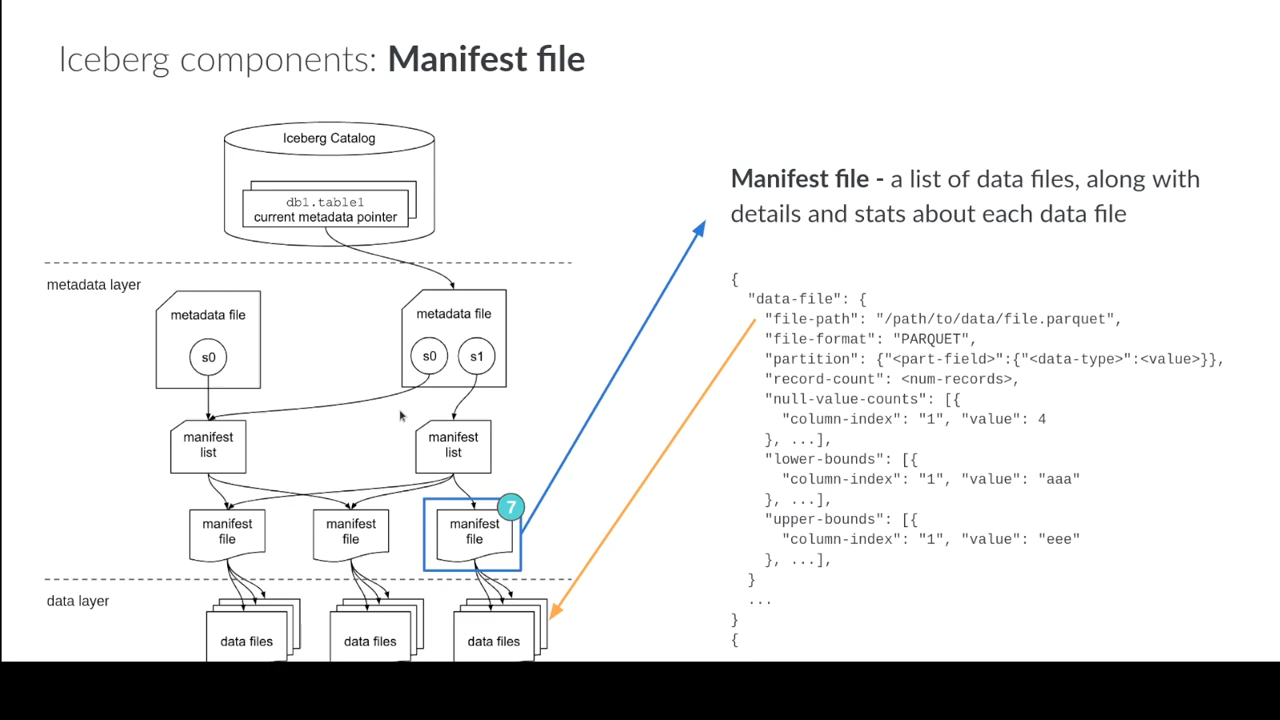 Iceberg components: Manifest file
Iceberg Catalog
db1.table1
current metadata pointer
metadata layer
metadata file
s0
metadata file
s0
s1
manifest
list
manifest
list
manifest
file
manifest
file
manifest
file
7
data layer
data files
data files
data files
Manifest file - a list of data files, along with
details and stats about each data file
{
"data-file": {
"file-path": "/path/to/data/file.parquet",
"file-format": "PARQUET",
"partition": {"<part-field>":{"<data-type>":<value>}},
"record-count": <num-records>,
"null-value-counts": [{
"column-index": "1", "value": 4
}, ...],
"lower-bounds": [{
"column-index": "1", "value": "aaa"
}, ...],
"upper-bounds": [{
"column-index": "1", "value": "eee"
}, ...],
}
...
}
{